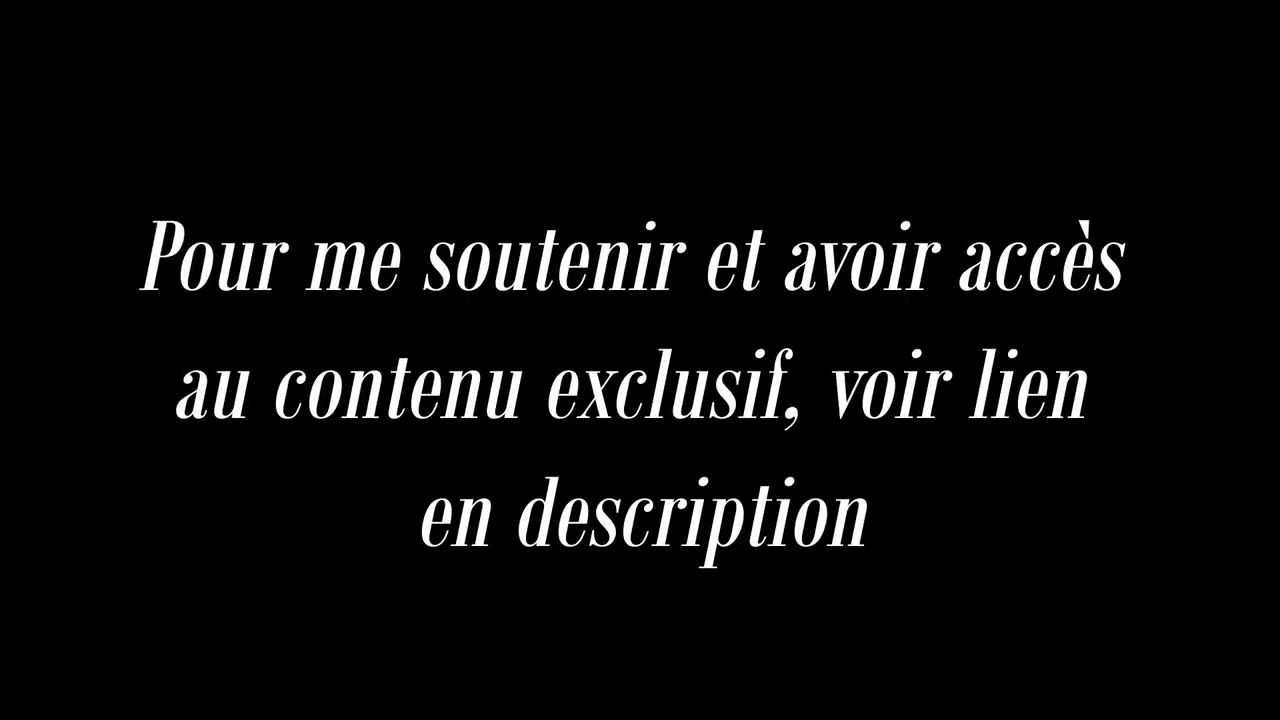 Pour me soutenir et avoir accès
au contenu exclusif, voir lien
en description